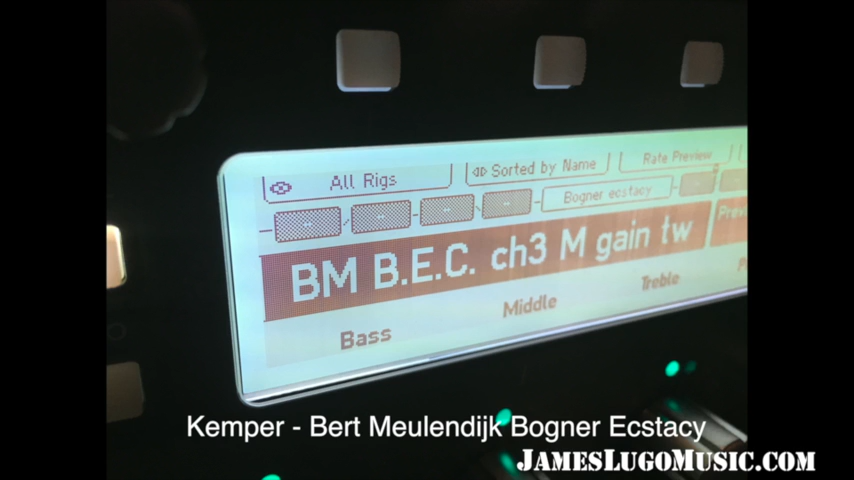 All Rigs
Sorted by Name
Rate Preview
Bogner ecstacy
BM B.E.C. ch3 M gain tw
Bass
Middle
Treble
Kemper - Bert Meulendijk Bogner Ecstacy
JamesLugoMusic.com